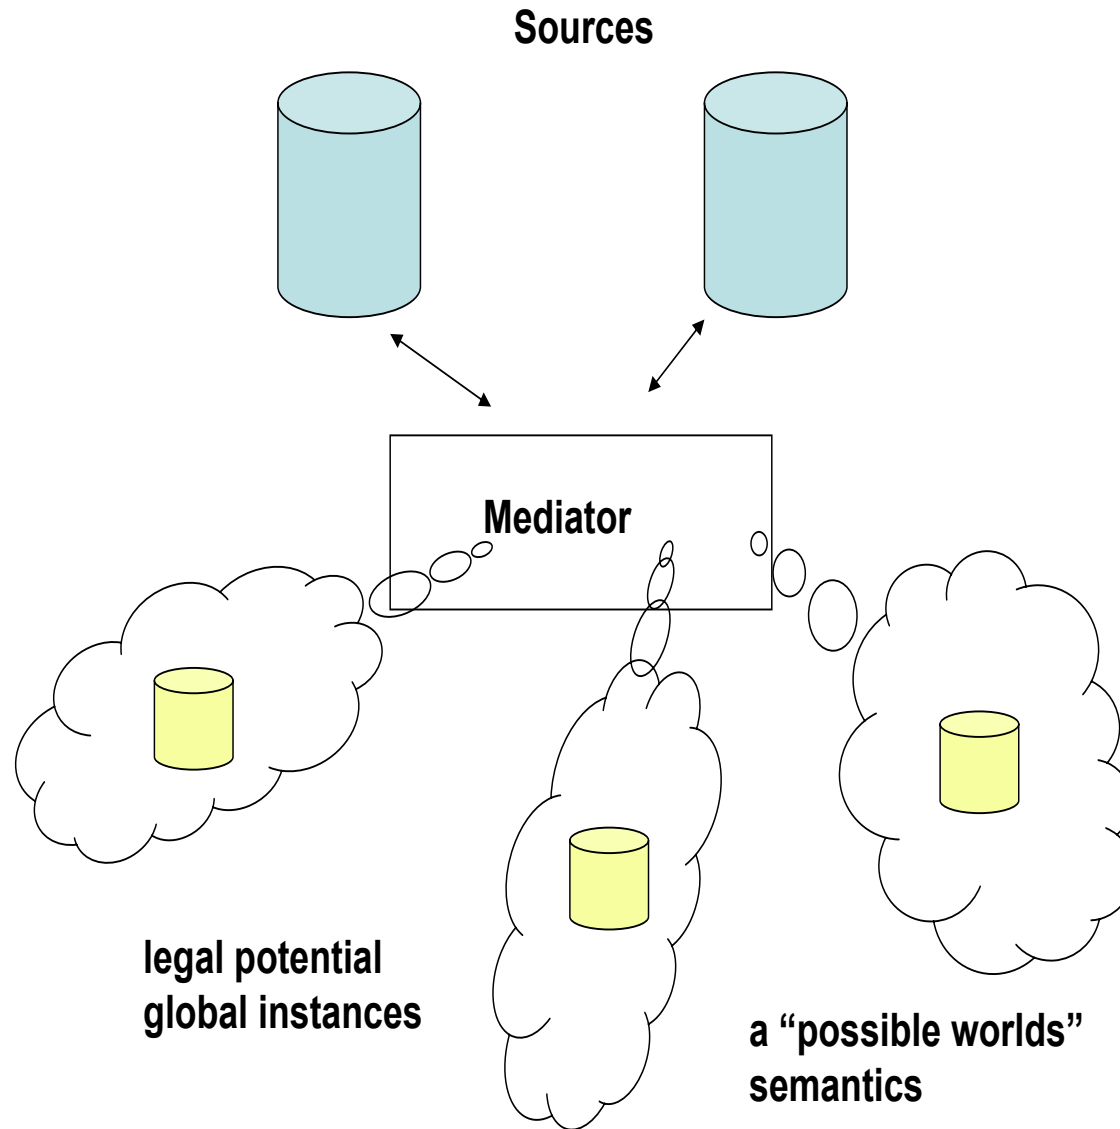 Sources
Mediator
legal potential
global instances
a “possible worlds”
semantics